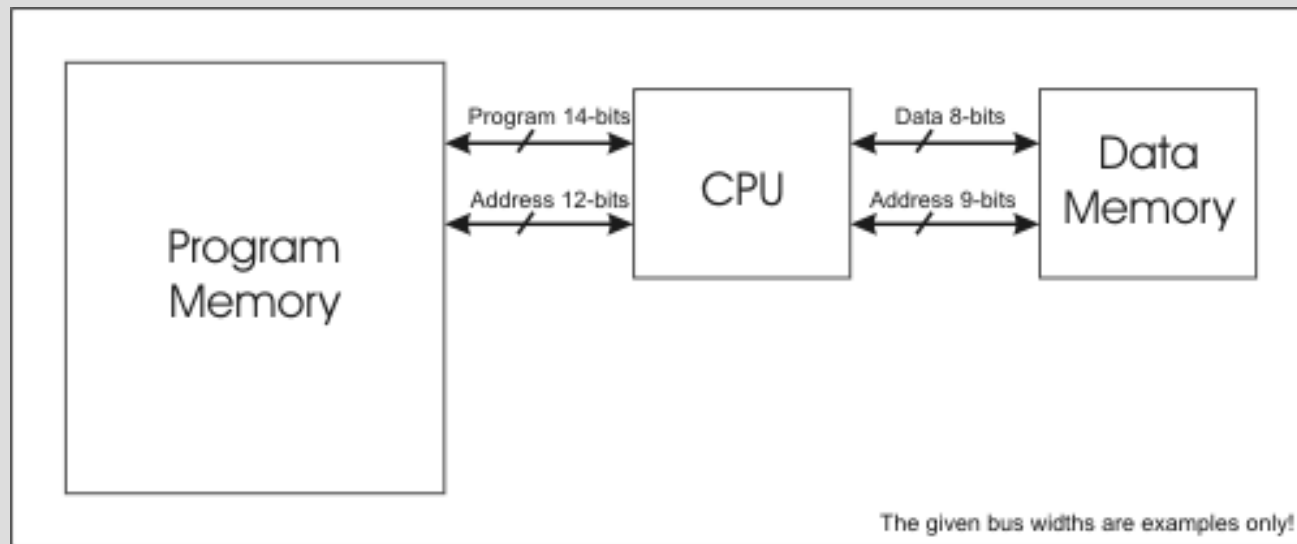 Program 14-bits
Address 12-bits
Program
Memory
CPU
Data 8-bits
Address 9-bits
Data
Memory
The given bus widths are examples only!